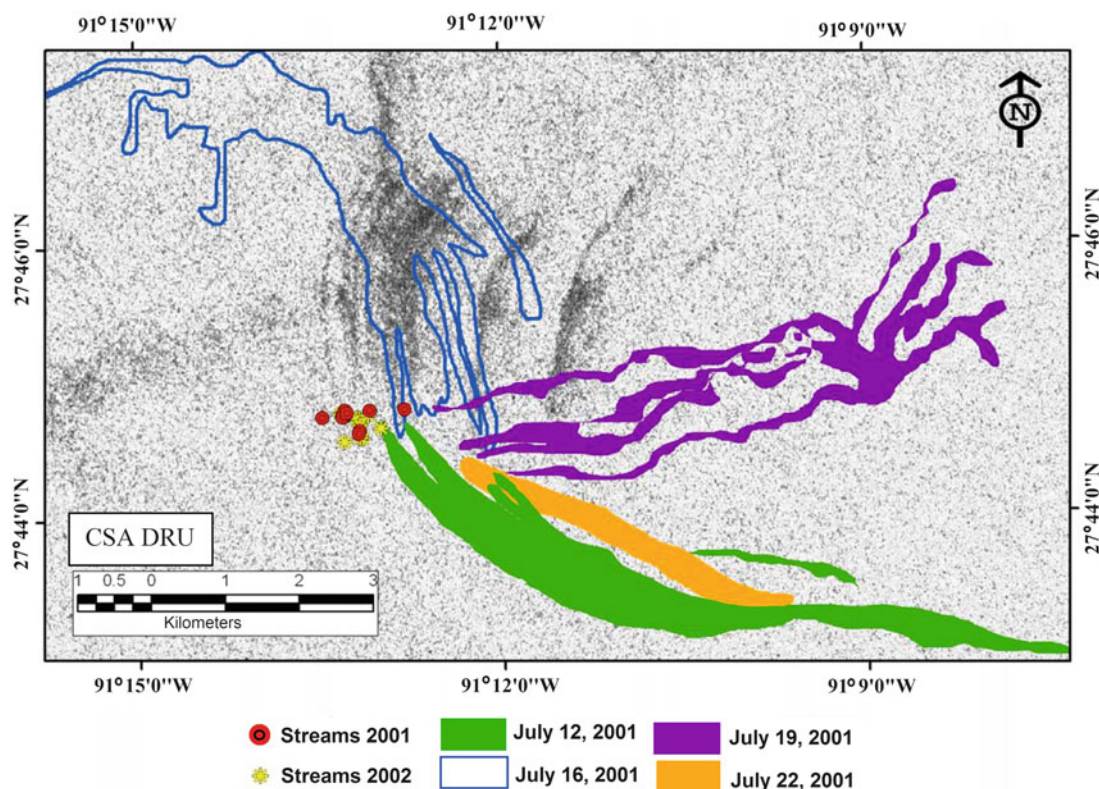 91°15'0"W 91°12'0"W 91°9'0"W
N
27°46'0"N 27°46'0"N
27°44'0"N 27°44'0"N
CSA DRU
1 0.5 0 1 2 3
Kilometers
91°15'0"W 91°12'0"W 91°9'0"W
Streams 2001 July 12, 2001 July 19, 2001
Streams 2002 July 16, 2001 July 22, 2001